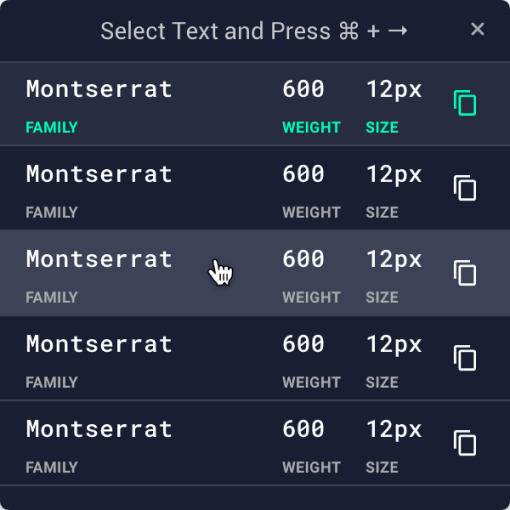 Select Text and Press ⌘ + → ×
Montserrat 600 12px
FAMILY WEIGHT SIZE
Montserrat 600 12px
FAMILY WEIGHT SIZE
Montserrat 600 12px
FAMILY WEIGHT SIZE
Montserrat 600 12px
FAMILY WEIGHT SIZE
Montserrat 600 12px
FAMILY WEIGHT SIZE